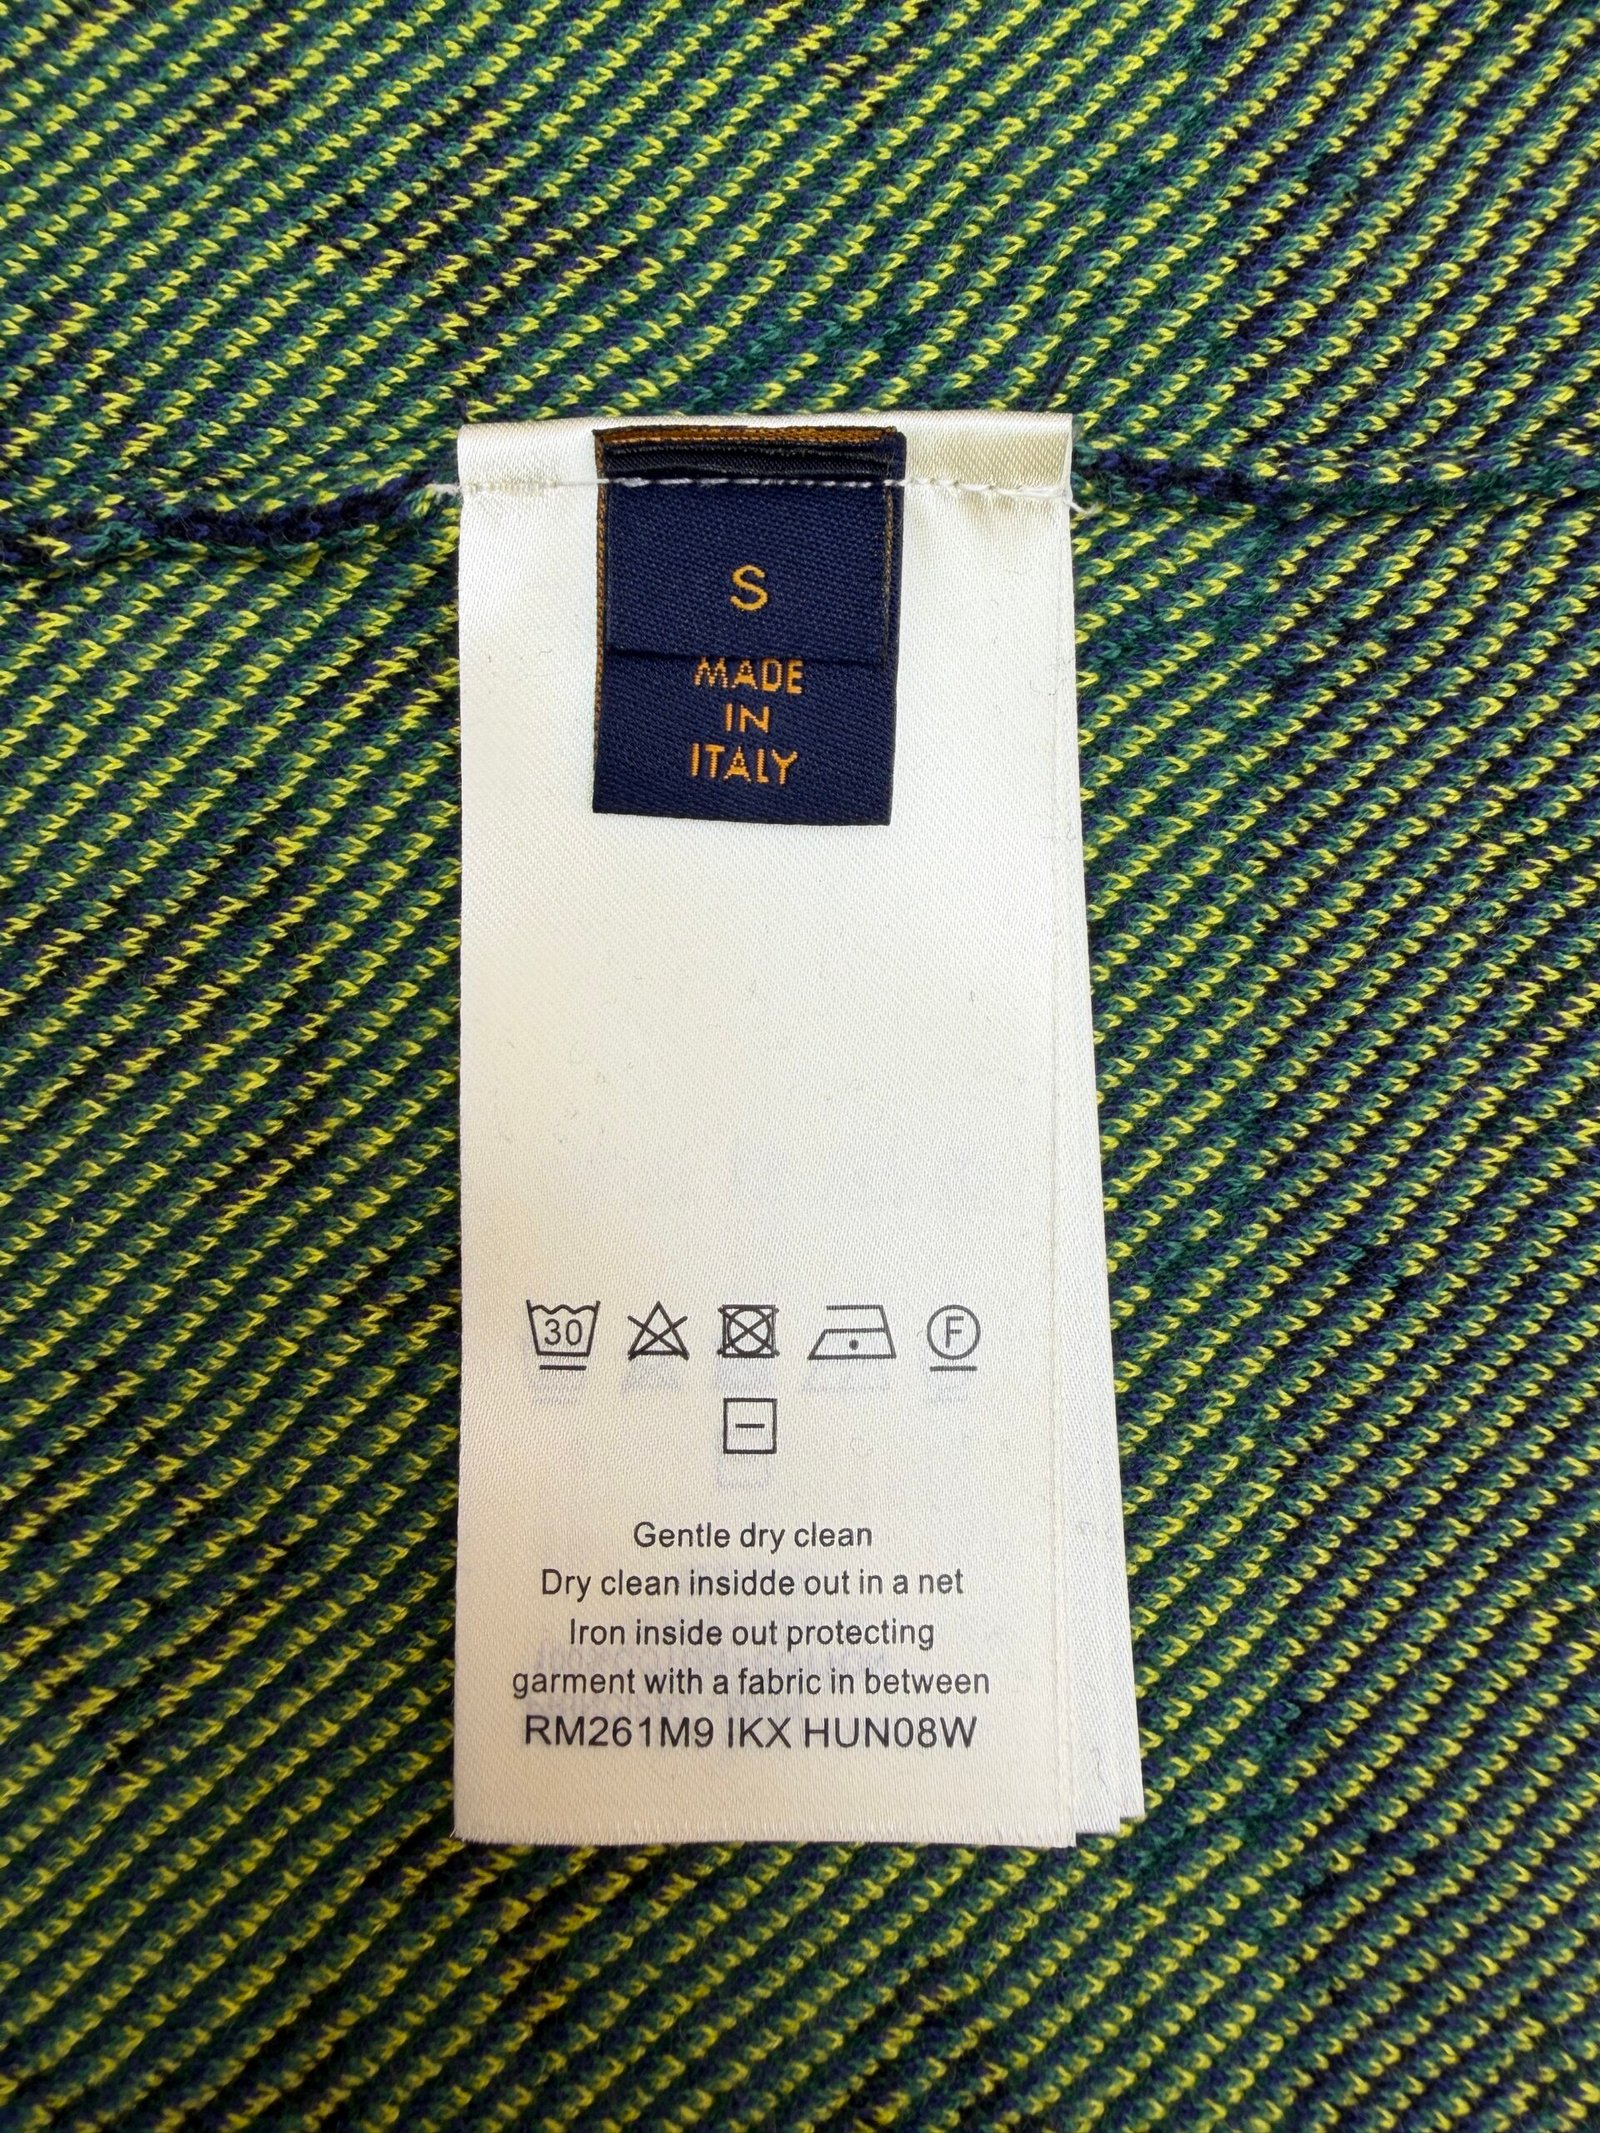 S
MADE
IN
ITALY
30
F
Gentle dry clean
Dry clean insidde out in a net
Iron inside out protecting
garment with a fabric in between
RM261M9 IKX HUN08W